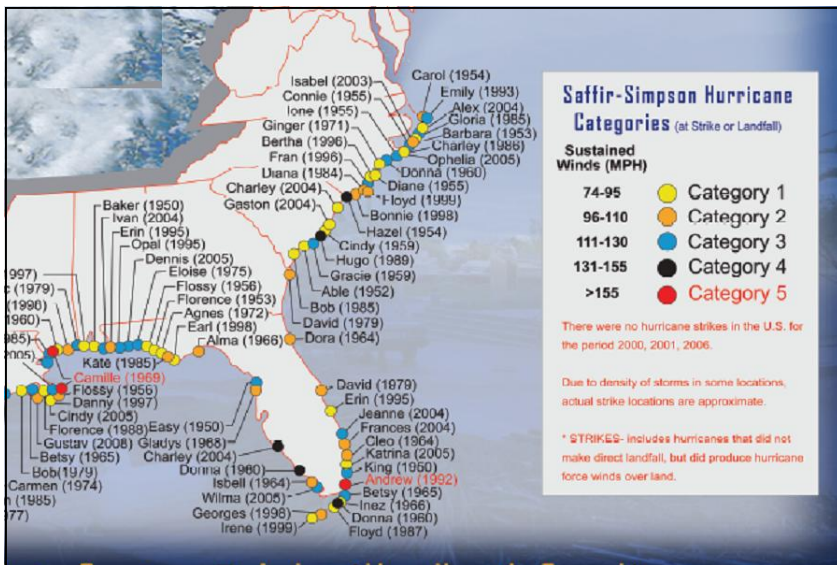 Isabel (2003)
Connie (1955)
Ione (1955)
Ginger (1971)
Bertha (1996)
Fran (1996)
Diana (1984)
Charley (2004)
Gaston (2004)
Carol (1954)
Emily (1993)
Alex (2004)
Gloria (1985)
Barbara (1953)
Charley (1986)
Ophelia (2005)
Donna (1960)
Diane (1955)
Floyd (1999)
Bonnie (1998)
Hazel (1954)
Cindy (1959)
Hugo (1989)
Gracie (1959)
Able (1952)
Bob (1985)
David (1979)
Dora (1964)
Baker (1950)
Ivan (2004)
Erin (1995)
Opal (1995)
Dennis (2005)
Eloise (1975)
Flossy (1956)
Florence (1953)
Agnes (1972)
Earl (1998)
Alma (1966)
Kate (1985)
Camille (1969)
Flossy (1956)
Danny (1997)
Cindy (2005)
Florence (1988)
Gustav (2008)
Betsy (1965)
Bob(1979)
Carmen (1974)
Easy (1950)
Gladys (1968)
Charley (2004)
Donna (1960)
Isbell (1964)
Wilma (2005)
Georges (1998)
Irene (1999)
David (1979)
Erin (1995)
Jeanne (2004)
Frances (2004)
Cleo (1964)
Katrina (2005)
King (1950)
Andrew (1992)
Betsy (1965)
Inez (1966)
Donna (1960)
Floyd (1987)
Saffir-Simpson Hurricane
Categories (at Strike or Landfall)
Sustained
Winds (MPH)
74-95 Category 1
96-110 Category 2
111-130 Category 3
131-155 Category 4
>155 Category 5
There were no hurricane strikes in the U.S. for
the period 2000, 2001, 2006.
Due to density of storms in some locations,
actual strike locations are approximate.
* STRIKES- includes hurricanes that did not
make direct landfall, but did produce hurricane
force winds over land.